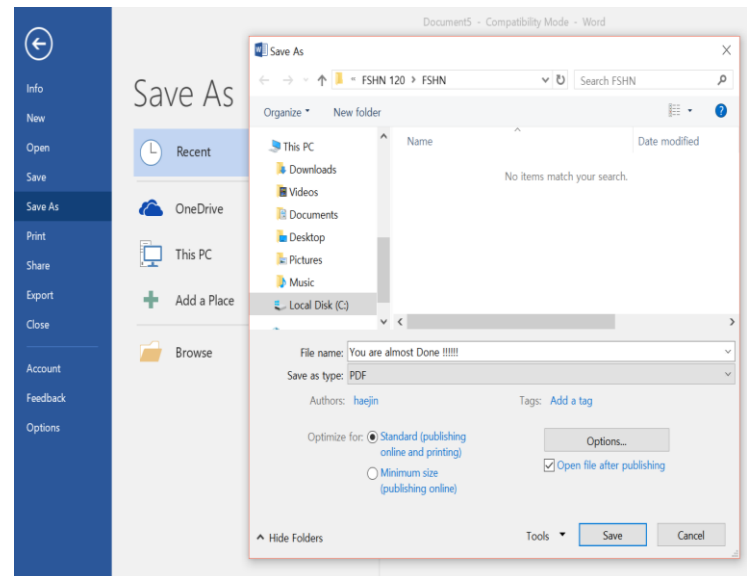 Document5 - Compatibility Mode - Word
Save As
Info
New
Open
Save
Save As
Print
Share
Export
Close
Account
Feedback
Options
Save As
Recent
OneDrive
This PC
Add a Place
Browse
« FSHN 120 > FSHN
Search FSHN
Organize
New folder
This PC
Downloads
Videos
Documents
Desktop
Pictures
Music
Local Disk (C:)
Name
Date modified
No items match your search.
File name: You are almost Done !!!!!!
Save as type: PDF
Authors: haejin
Tags: Add a tag
Optimize for: Standard (publishing
online and printing)
Minimum size
(publishing online)
Options...
Open file after publishing
Hide Folders
Tools
Save
Cancel